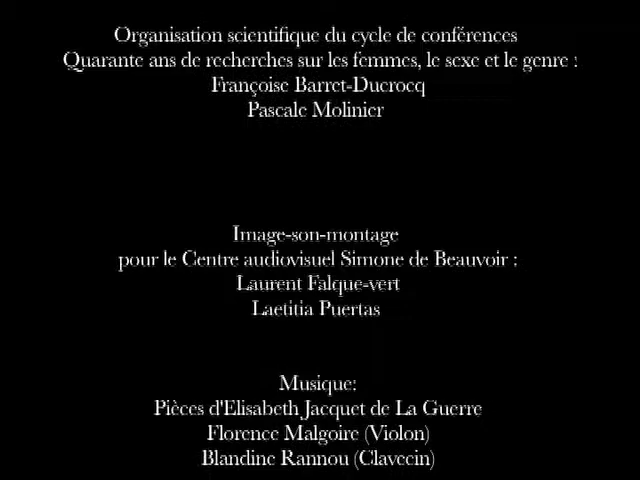 Organisation scientifique du cycle de conférences
Quarante ans de recherches sur les femmes, le sexe et le genre :
Françoise Barret-Ducrocq
Pascale Molinier
Image-son-montage
pour le Centre audiovisuel Simone de Beauvoir :
Laurent Falque-vert
Laetitia Puertas
Musique:
Pièces d'Elisabeth Jacquet de La Guerre
Florence Malgoire (Violon)
Blandine Rannou (Clavecin)